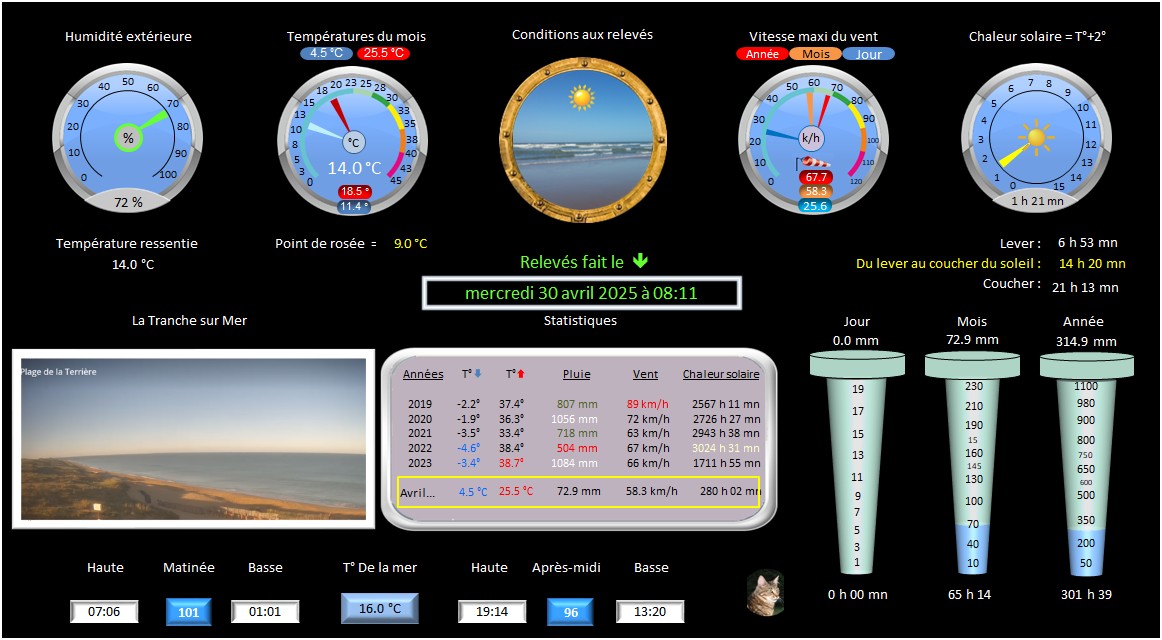 Humidité extérieure
Températures du mois
Conditions aux relevés
Vitesse maxi du vent
Chaleur solaire = T°+2°
4.5 °C 25.5 °C
Année Mois Jour
0 10 20 30 40 50 60 70 80 90 100
%
72 %
0 3 5 8 10 13 15 18 20 23 25 28 30 33 35 38 40 43 45
°C
14.0 °C
18.5 °
11.4 °
0 10 20 30 40 50 60 70 80 90 100 110 120
k/h
67.7
58.3
25.6
0 1 2 3 4 5 6 7 8 9 10 11 12 13 14 15
1 h 21 mn
Température ressentie
14.0 °C
Point de rosée = 9.0 °C
Lever : 6 h 53 mn
Du lever au coucher du soleil : 14 h 20 mn
Coucher : 21 h 13 mn
Relevés fait le
mercredi 30 avril 2025 à 08:11
La Tranche sur Mer
Plage de la Terrière
Statistiques
Années T° T° Pluie Vent Chaleur solaire
2019 -2.2° 37.4° 807 mm 89 km/h 2567 h 11 mn
2020 -1.9° 36.3° 1056 mm 72 km/h 2726 h 27 mn
2021 -3.5° 33.4° 718 mm 63 km/h 2943 h 38 mn
2022 -4.6° 38.4° 504 mm 67 km/h 3024 h 31 mn
2023 -3.4° 38.7° 1084 mm 66 km/h 1711 h 55 mn
Avril... 4.5 °C 25.5 °C 72.9 mm 58.3 km/h 280 h 02 mn
Jour Mois Année
0.0 mm 72.9 mm 314.9 mm
19
17
15
13
11
9
7
5
3
1
230
210
190
15
160
145
130
100
70
40
10
1100
980
900
800
750
650
600
500
350
200
50
0 h 00 mn 65 h 14 301 h 39
Haute Matinée Basse T° De la mer Haute Après-midi Basse
07:06 101 01:01 16.0 °C 19:14 96 13:20